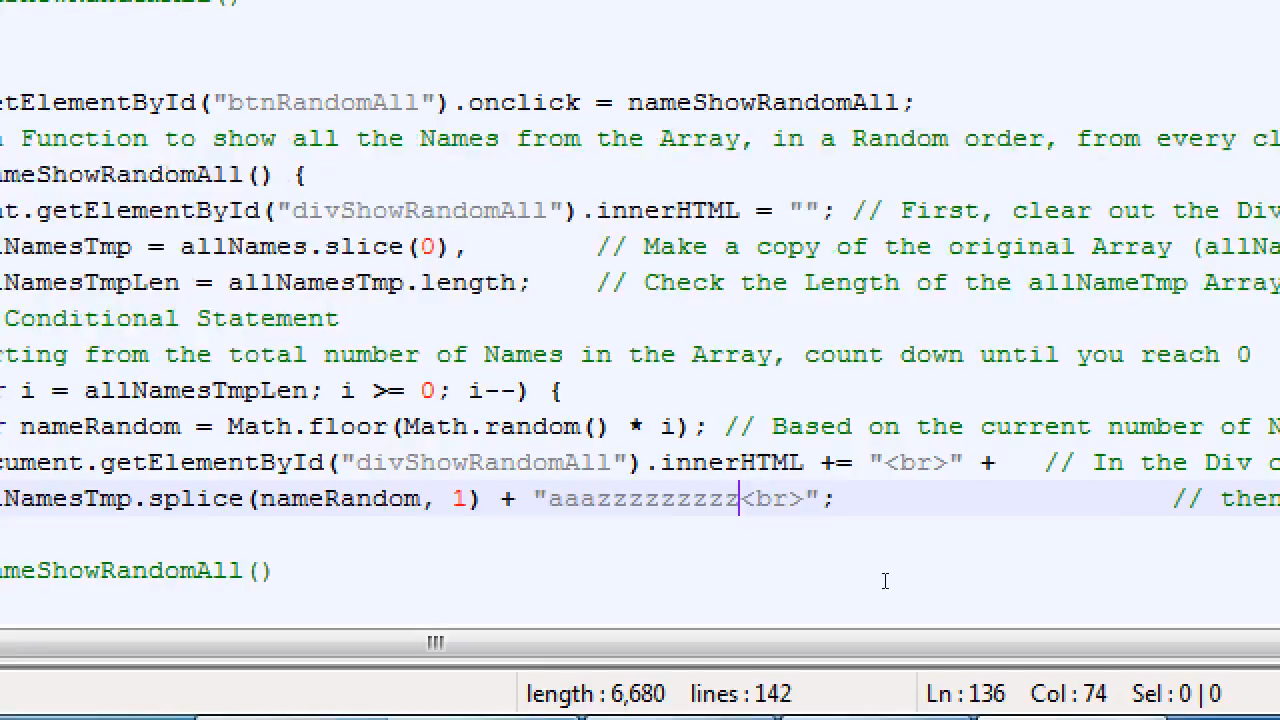 etElementById("btnRandomAll").onclick = nameShowRandomAll;
Function to show all the Names from the Array, in a Random order, from every cl
ameShowRandomAll() {
nt.getElementById("divShowRandomAll").innerHTML = ""; // First, clear out the Div
lNamesTmp = allNames.slice(0), // Make a copy of the original Array (allNa
lNamesTmpLen = allNamesTmp.length; // Check the Length of the allNameTmp Array
Conditional Statement
rting from the total number of Names in the Array, count down until you reach 0
r i = allNamesTmpLen; i >= 0; i--) {
r nameRandom = Math.floor(Math.random() * i); // Based on the current number of N
cument.getElementById("divShowRandomAll").innerHTML += "<br>" + // In the Div c
lNamesTmp.splice(nameRandom, 1) + "aaazzzzzzzzz<br>"; // then
ameShowRandomAll()
length : 6,680 lines : 142 Ln : 136 Col : 74 Sel : 0 | 0